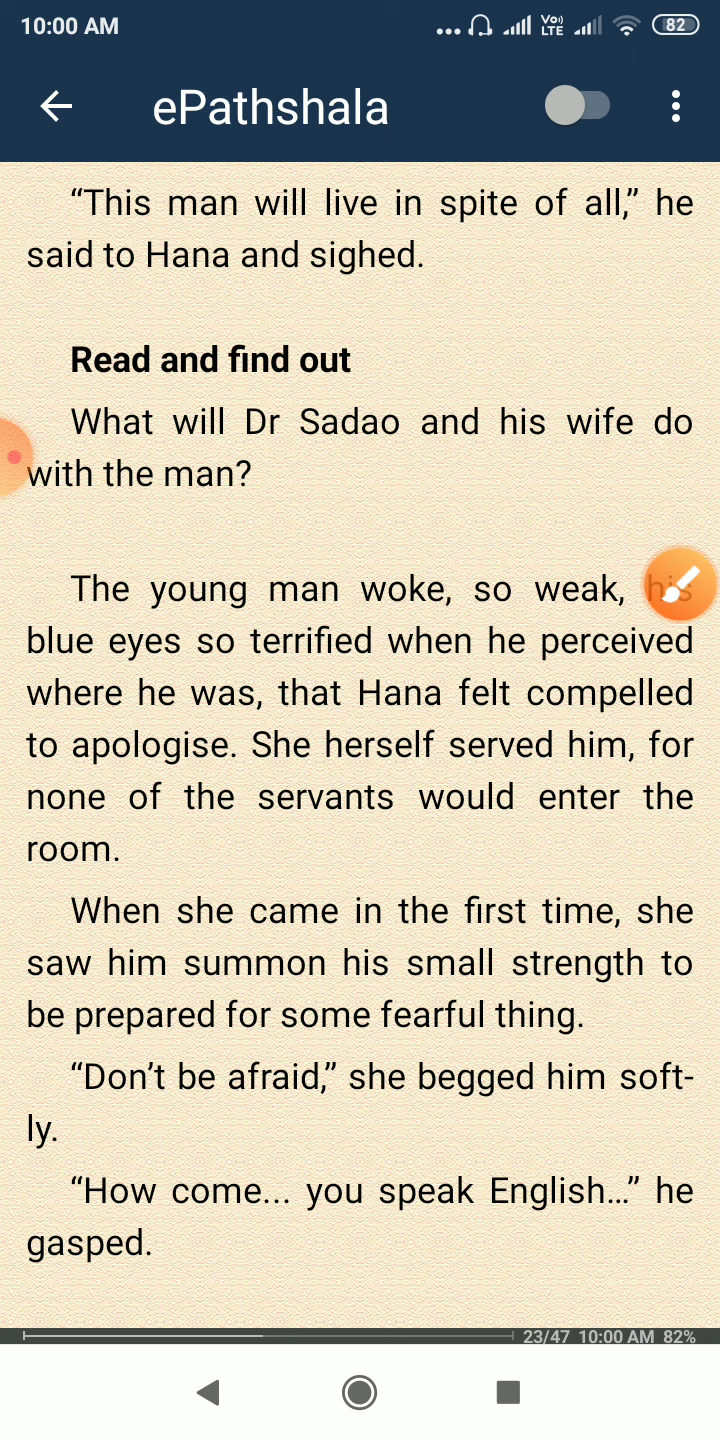 10:00 AM
Vo))
LTE
82
ePathshala
“This man will live in spite of all,” he
said to Hana and sighed.
Read and find out
What will Dr Sadao and his wife do
with the man?
The young man woke, so weak, his
blue eyes so terrified when he perceived
where he was, that Hana felt compelled
to apologise. She herself served him, for
none of the servants would enter the
room.
When she came in the first time, she
saw him summon his small strength to
be prepared for some fearful thing.
“Don’t be afraid,” she begged him soft-
ly.
“How come... you speak English…” he
gasped.
23/47 10:00 AM 82%